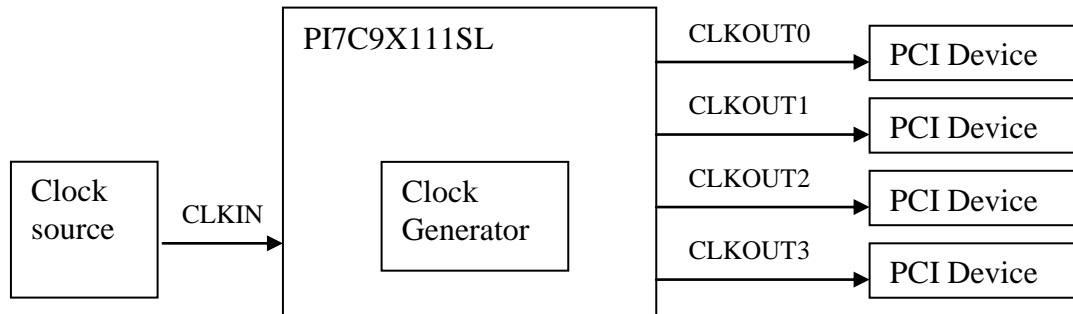 PI7C9X111SL
CLKOUT0
PCI Device
CLKOUT1
PCI Device
Clock
source
CLKIN
Clock
Generator
CLKOUT2
PCI Device
CLKOUT3
PCI Device